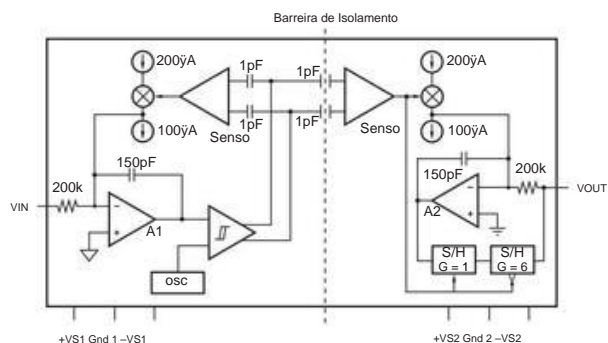 Barreira de Isolamento
200ÿA
1pF
1pF
200ÿA
1pF
1pF
100ÿA
Senso
Senso
100ÿA
150pF
150pF
200k
200k
VIN
VOUT
A1
A2
S/H
G = 1
S/H
G = 6
OSC
+VS1 Gnd 1 –VS1
+VS2 Gnd 2 –VS2